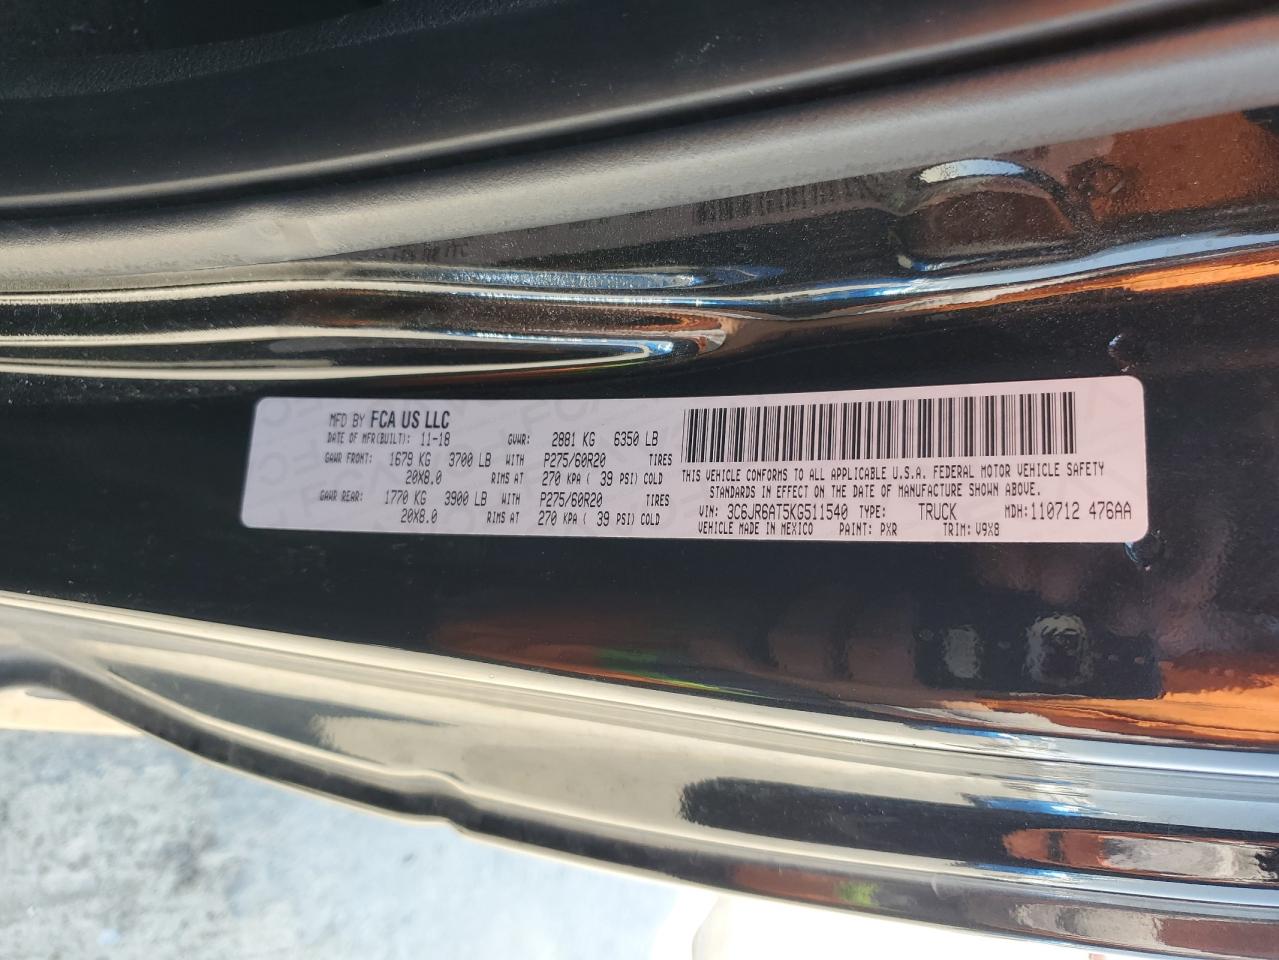 MFD BY FCA US LLC
DATE OF MFR(BUILT): 11-18 GVWR: 2881 KG 6350 LB
GAWR FRONT: 1679 KG 3700 LB WITH P275/60R20 TIRES
20X8.0 RIMS AT 270 KPA ( 39 PSI) COLD
GAWR REAR: 1770 KG 3900 LB WITH P275/60R20 TIRES
20X8.0 RIMS AT 270 KPA ( 39 PSI) COLD
THIS VEHICLE CONFORMS TO ALL APPLICABLE U.S.A. FEDERAL MOTOR VEHICLE SAFETY
STANDARDS IN EFFECT ON THE DATE OF MANUFACTURE SHOWN ABOVE.
VIN: 3C6JR6AT5KG511540 TYPE: TRUCK MDH: 110712 476AA
VEHICLE MADE IN MEXICO PAINT: PXR TRIM: V9X8